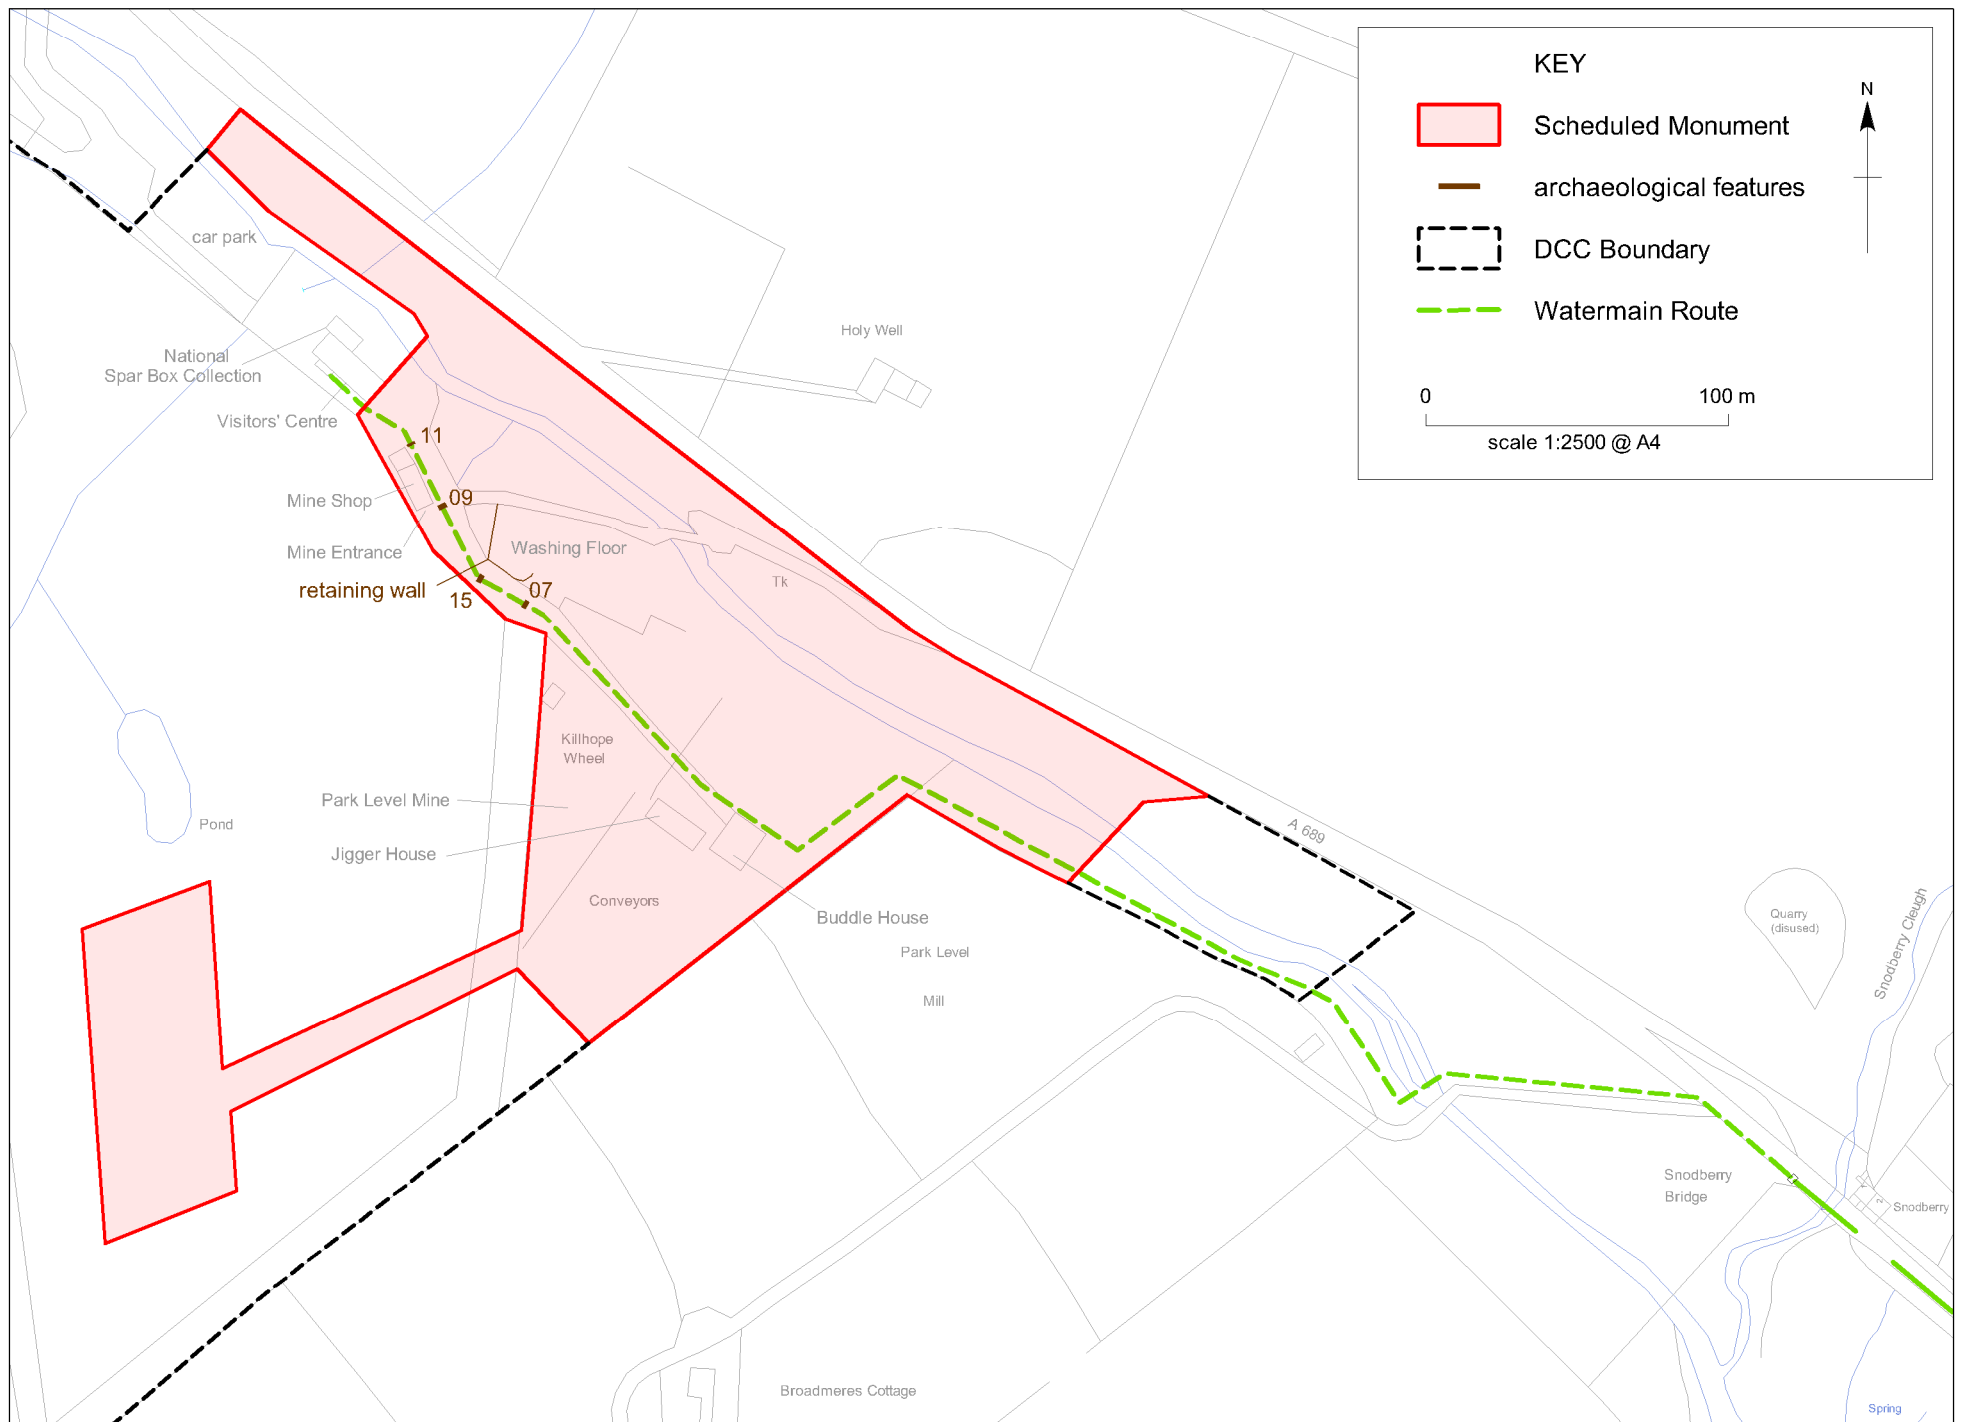 KEY
N
Scheduled Monument
archaeological features
DCC Boundary
Watermain Route
0 100 m
scale 1:2500 @ A4
car park
Holy Well
National
Spar Box Collection
Visitors' Centre
11
Mine Shop
09
Mine Entrance
Washing Floor
Tk
retaining wall
15
07
Killhope
Wheel
Park Level Mine
Pond
Jigger House
A 689
Conveyors
Buddle House
Park Level
Mill
Quarry
(disused)
Snodberry Cleugh
Snodberry
Bridge
2
Snodberry
Broadmeres Cottage
Spring